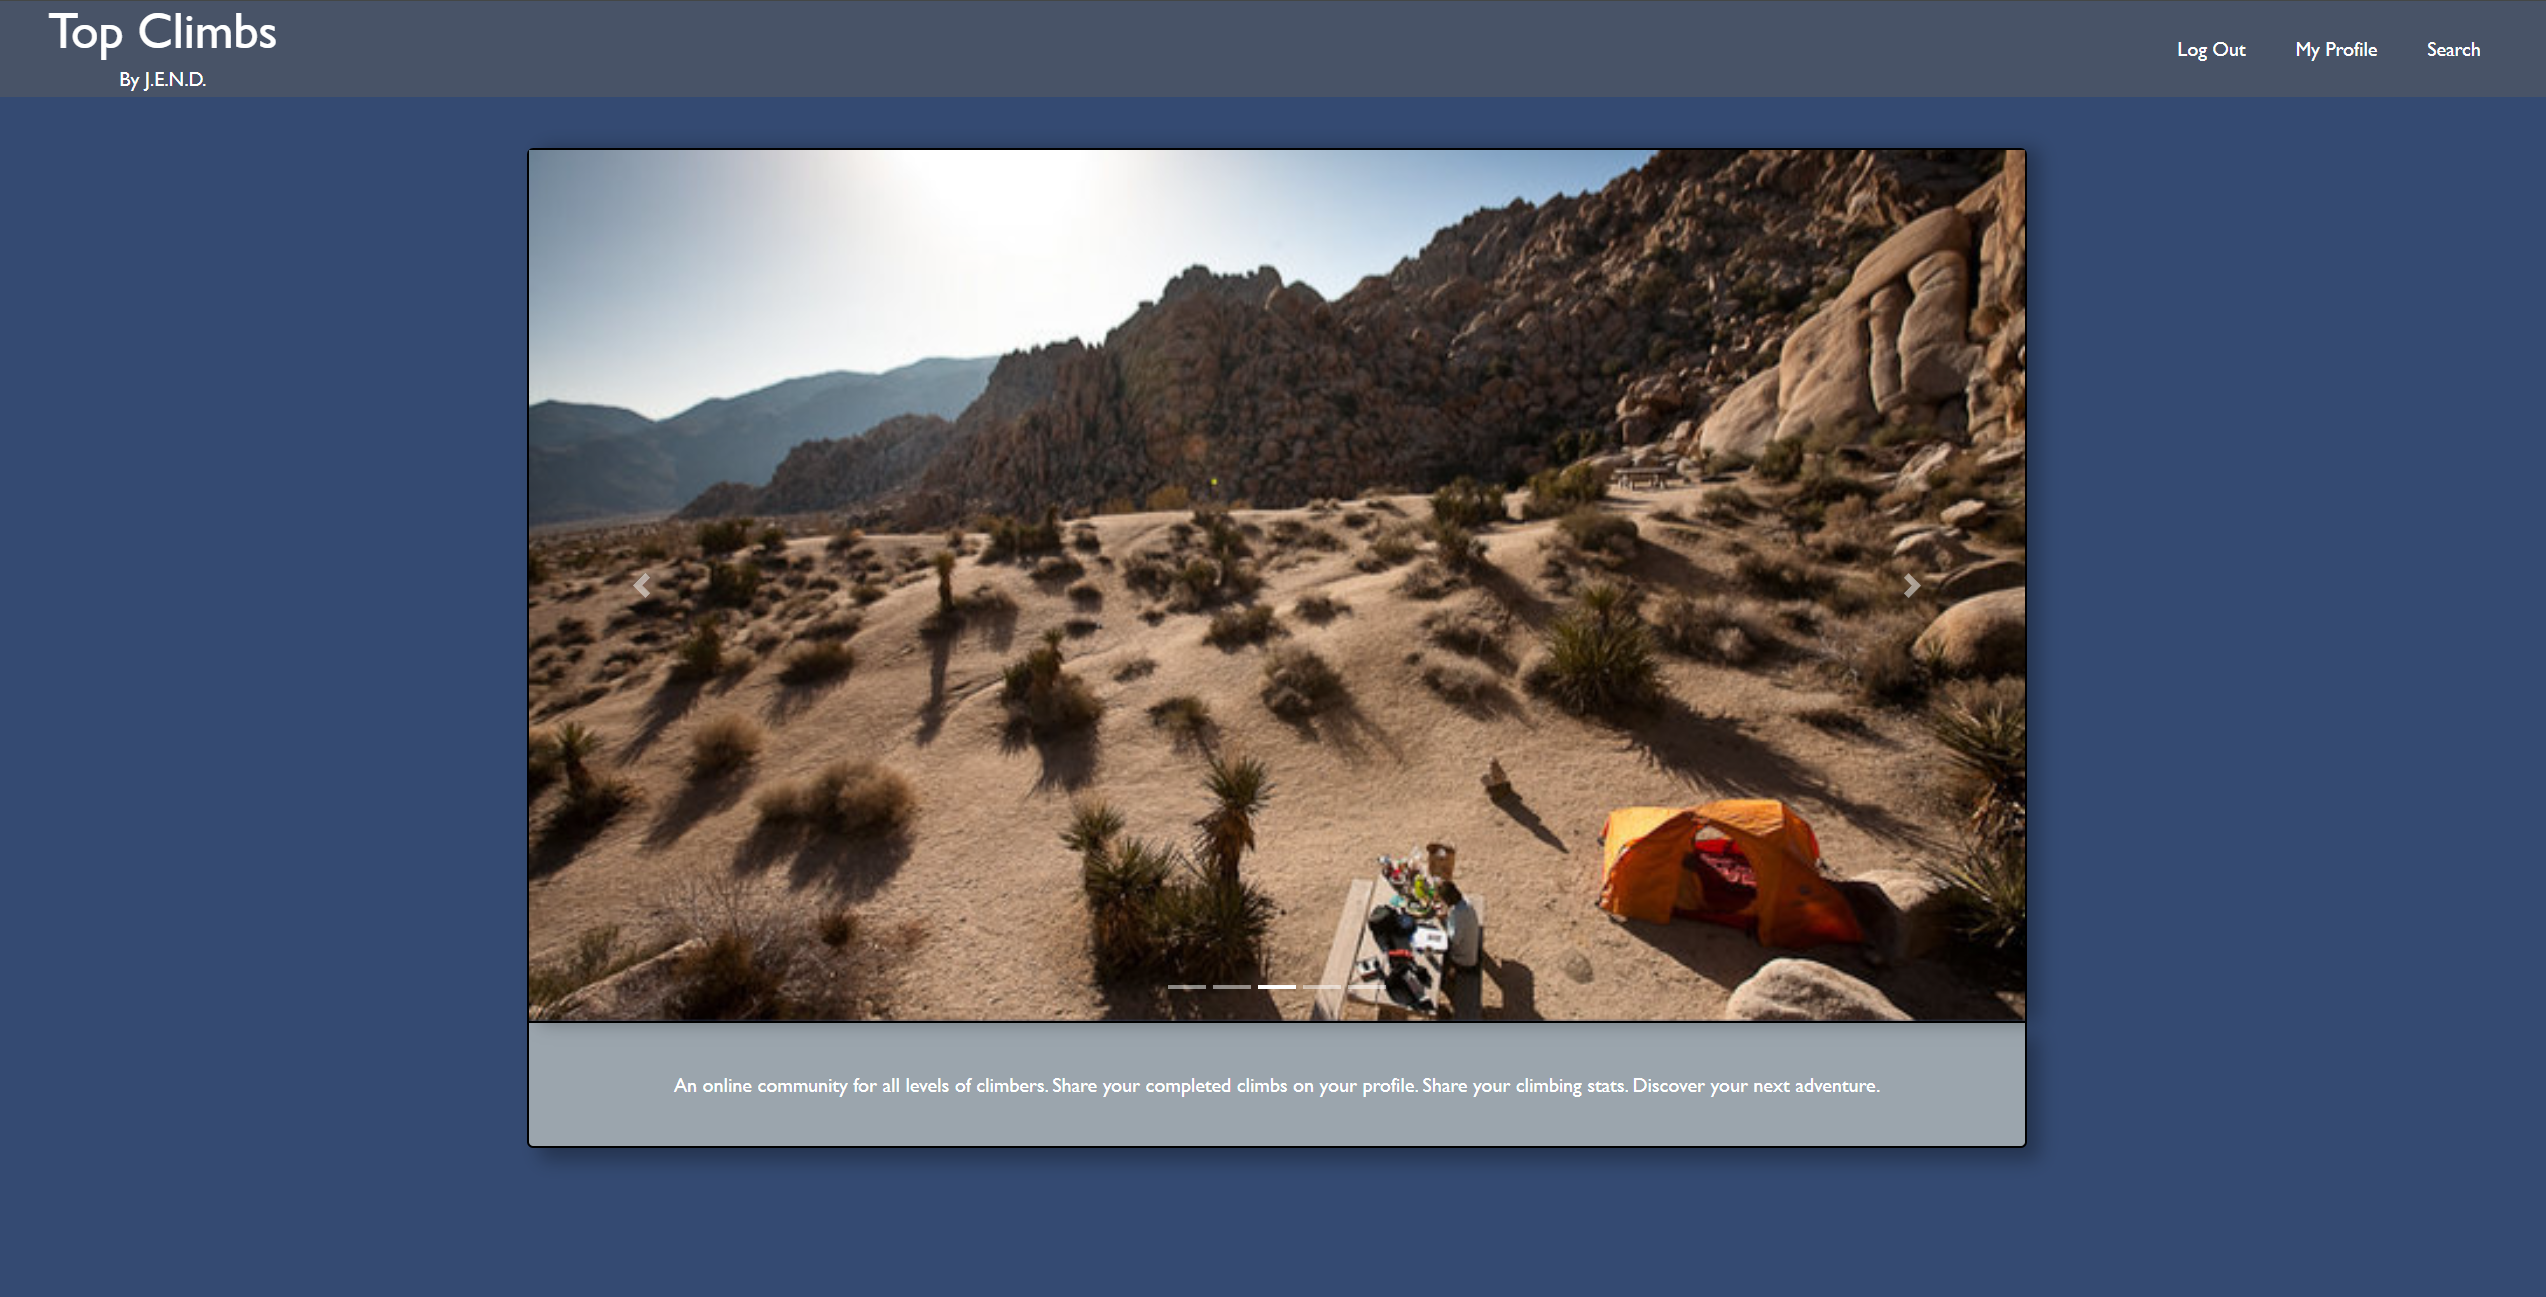 Top Climbs
By J.E.N.D.
Log Out
My Profile
Search
An online community for all levels of climbers. Share your completed climbs on your profile. Share your climbing stats. Discover your next adventure.